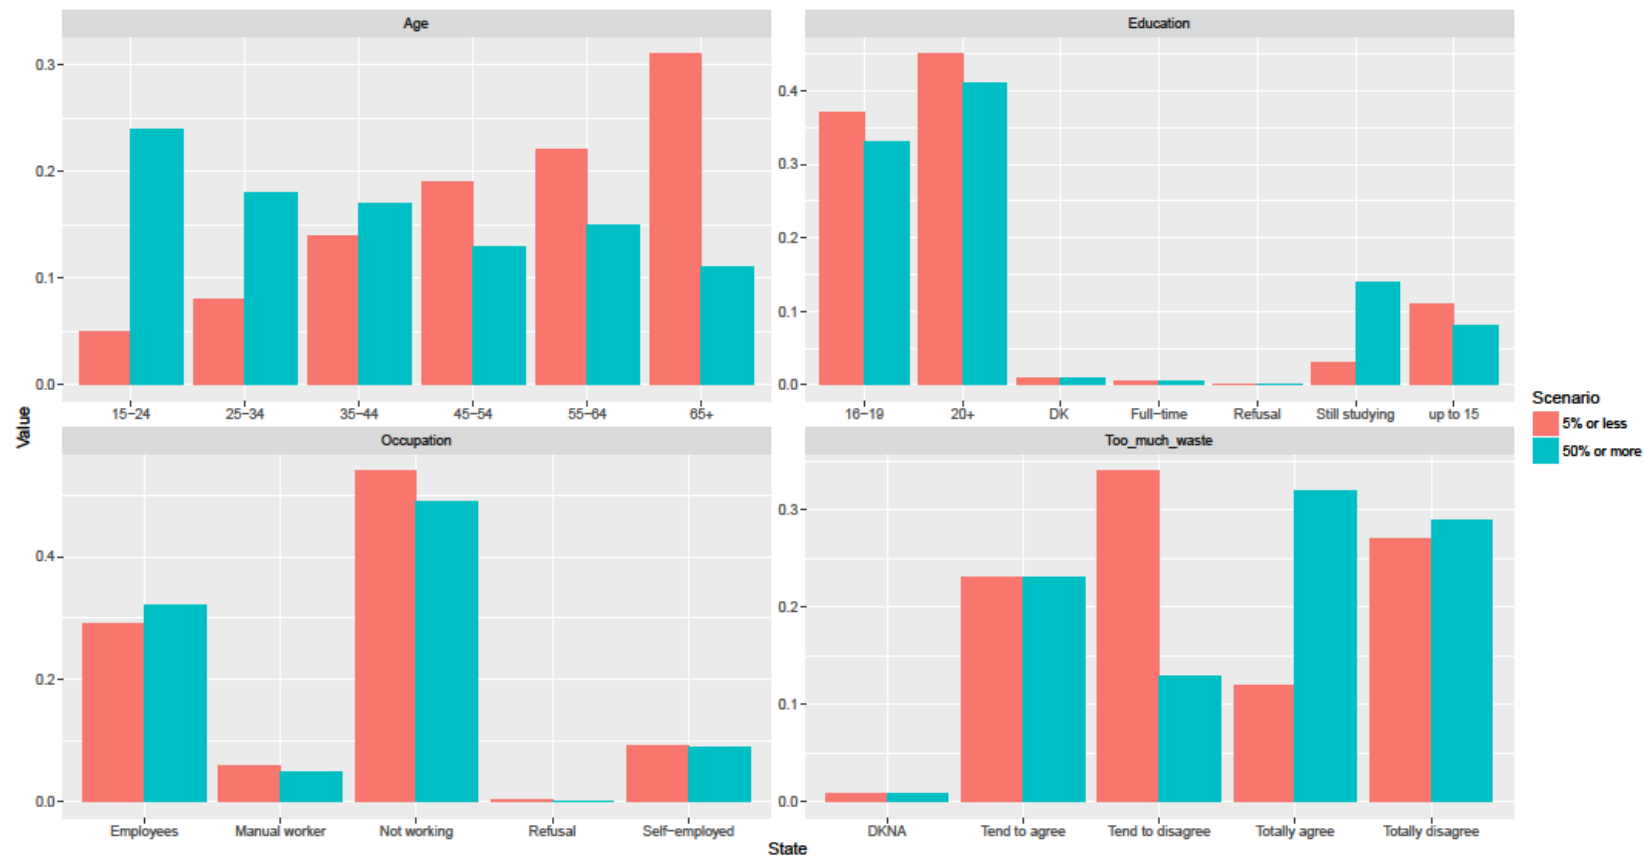 Age
Education
0.3
0.2
0.1
0.0
0.4
0.3
0.2
0.1
0.0
15−24 25−34 35−44 45−54 55−64 65+
16−19 20+ DK Full−time Refusal Still studying up to 15
Value
Scenario
5% or less
50% or more
Occupation
Too_much_waste
0.4
0.2
0.0
0.3
0.2
0.1
0.0
Employees Manual worker Not working Refusal Self−employed
DKNA Tend to agree Tend to disagree Totally agree Totally disagree
State